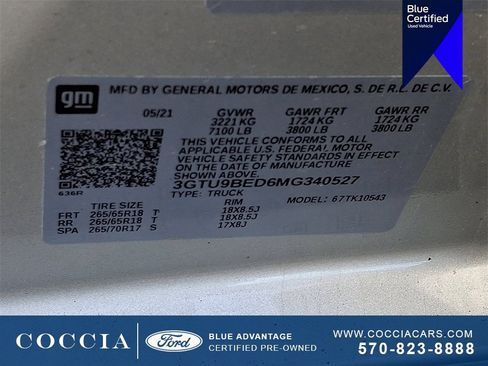 Blue
Certified
Used Vehicle
gm
MFD BY GENERAL MOTORS DE MEXICO, S. DE R.L. DE C.V.
05/21 GVWR GAWR FRT GAWR RR
3221 KG 1724 KG 1724 KG
7100 LB 3800 LB 3800 LB
THIS VEHICLE CONFORMS TO ALL
APPLICABLE U.S. FEDERAL MOTOR
VEHICLE SAFETY STANDARDS IN
EFFECT ON THE DATE OF
MANUFACTURE SHOWN ABOVE.
3GTU9BED6MG340527
TYPE: TRUCK MODEL: 67TK10543
636R
TIRE SIZE RIM
FRT 265/65R18 T 18X8.5J
RR 265/65R18 T 18X8.5J
SPA 265/70R17 S 17X8J
COCCIA Ford BLUE ADVANTAGE
CERTIFIED PRE-OWNED
WWW.COCCIACARS.COM
570-823-8888